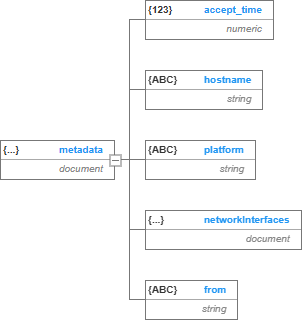 {123} accept_time
numeric
{ABC} hostname
string
{...} metadata
document
{ABC} platform
string
{...} networkInterfaces
document
{ABC} from
string